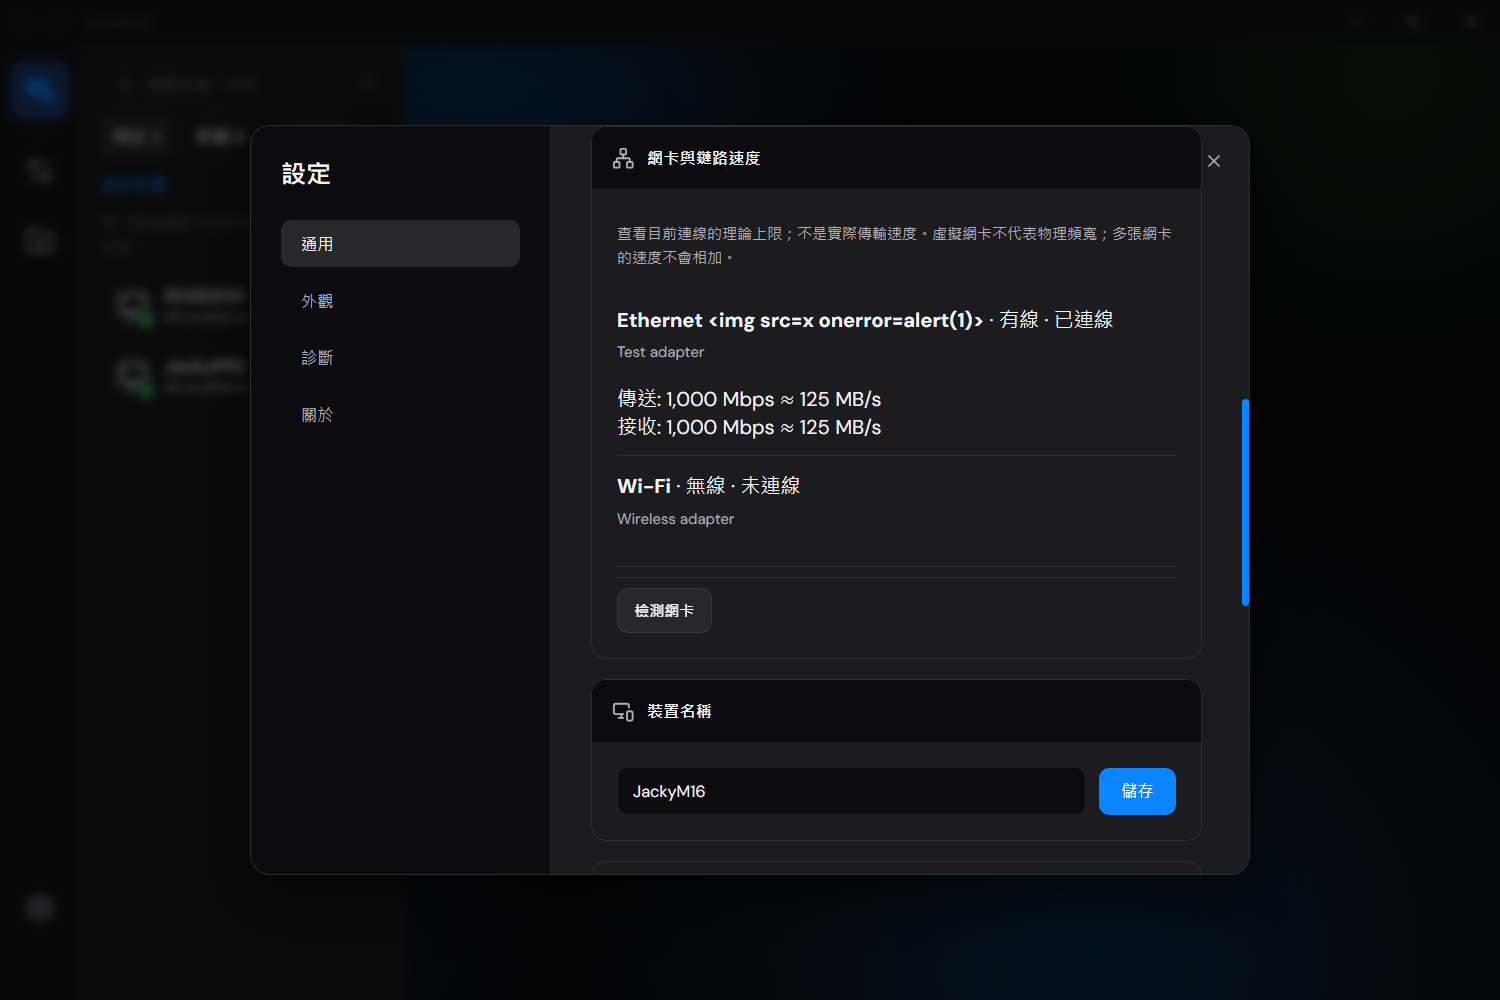 設定
通用
外觀
診斷
關於
網卡與鏈路速度
查看目前連線的理論上限；不是實際傳輸速度。虛擬網卡不代表物理頻寬；多張網卡
的速度不會相加。
Ethernet <img src=x onerror=alert(1)> · 有線 · 已連線
Test adapter
傳送: 1,000 Mbps ≈ 125 MB/s
接收: 1,000 Mbps ≈ 125 MB/s
Wi-Fi · 無線 · 未連線
Wireless adapter
檢測網卡
裝置名稱
JackyM16
儲存